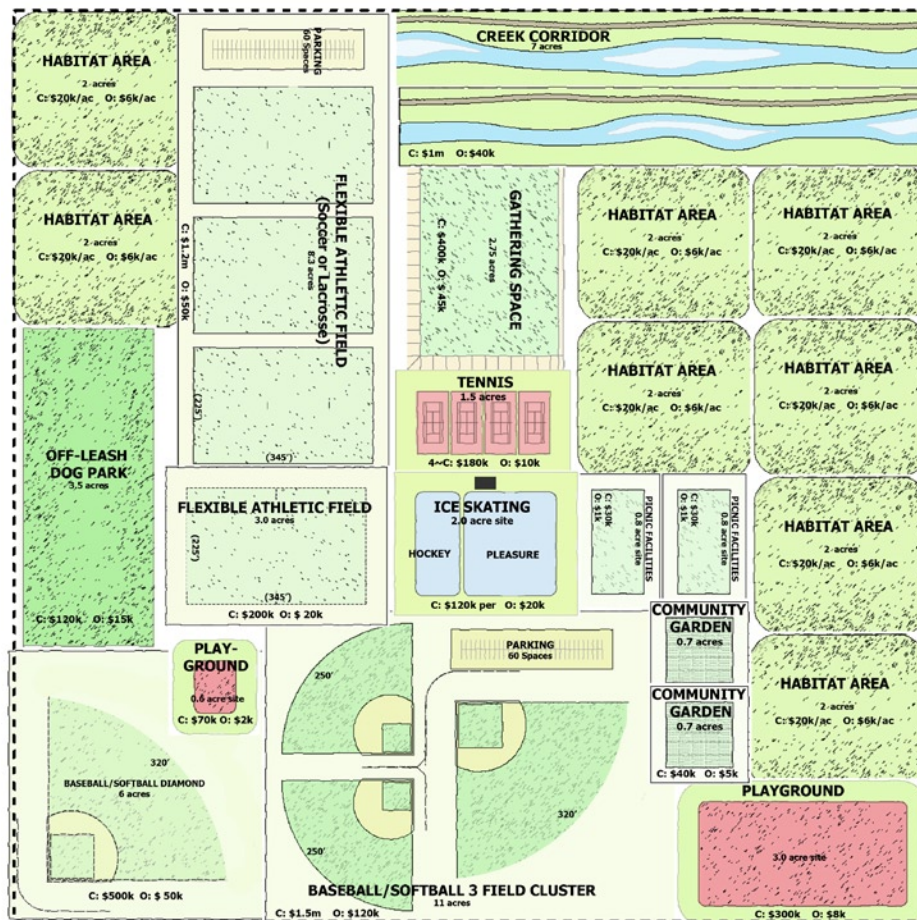 HABITAT AREA
2 acres
C: $20k/ac O: $6k/ac
PARKING
60 Spaces
CREEK CORRIDOR
7 acres
C: $1m O: $40k
HABITAT AREA
2 acres
C: $20k/ac O: $6k/ac
FLEXIBLE ATHLETIC FIELD
(Soccer or Lacrosse)
8.3 acres
C: $1.2m O: $50k
(225')
(345')
GATHERING SPACE
2.75 acres
C: $400k O: $ 45k
HABITAT AREA
2 acres
C: $20k/ac O: $6k/ac
HABITAT AREA
2 acres
C: $20k/ac O: $6k/ac
HABITAT AREA
2 acres
C: $20k/ac O: $6k/ac
HABITAT AREA
2 acres
C: $20k/ac O: $6k/ac
TENNIS
1.5 acres
4~C: $180k O: $10k
OFF-LEASH
DOG PARK
3.5 acres
C: $120k O: $15k
FLEXIBLE ATHLETIC FIELD
3.0 acres
(225')
(345')
C: $200k O: $ 20k
ICE SKATING
2.0 acre site
HOCKEY
PLEASURE
C: $120k per O: $20k
PICNIC FACILITIES
0.8 acre site
C: $30k
O: $1k
PICNIC FACILITIES
0.8 acre site
C: $30k
O: $1k
HABITAT AREA
2 acres
C: $20k/ac O: $6k/ac
PLAY-
GROUND
0.6 acre site
C: $70k O: $2k
PARKING
60 Spaces
COMMUNITY
GARDEN
0.7 acres
COMMUNITY
GARDEN
0.7 acres
C: $40k O: $5k
HABITAT AREA
2 acres
C: $20k/ac O: $6k/ac
320'
BASEBALL/SOFTBALL DIAMOND
6 acres
C: $500k O: $ 50k
250'
250'
320'
BASEBALL/SOFTBALL 3 FIELD CLUSTER
11 acres
C: $1.5m O: $120k
PLAYGROUND
3.0 acre site
C: $300k O: $8k